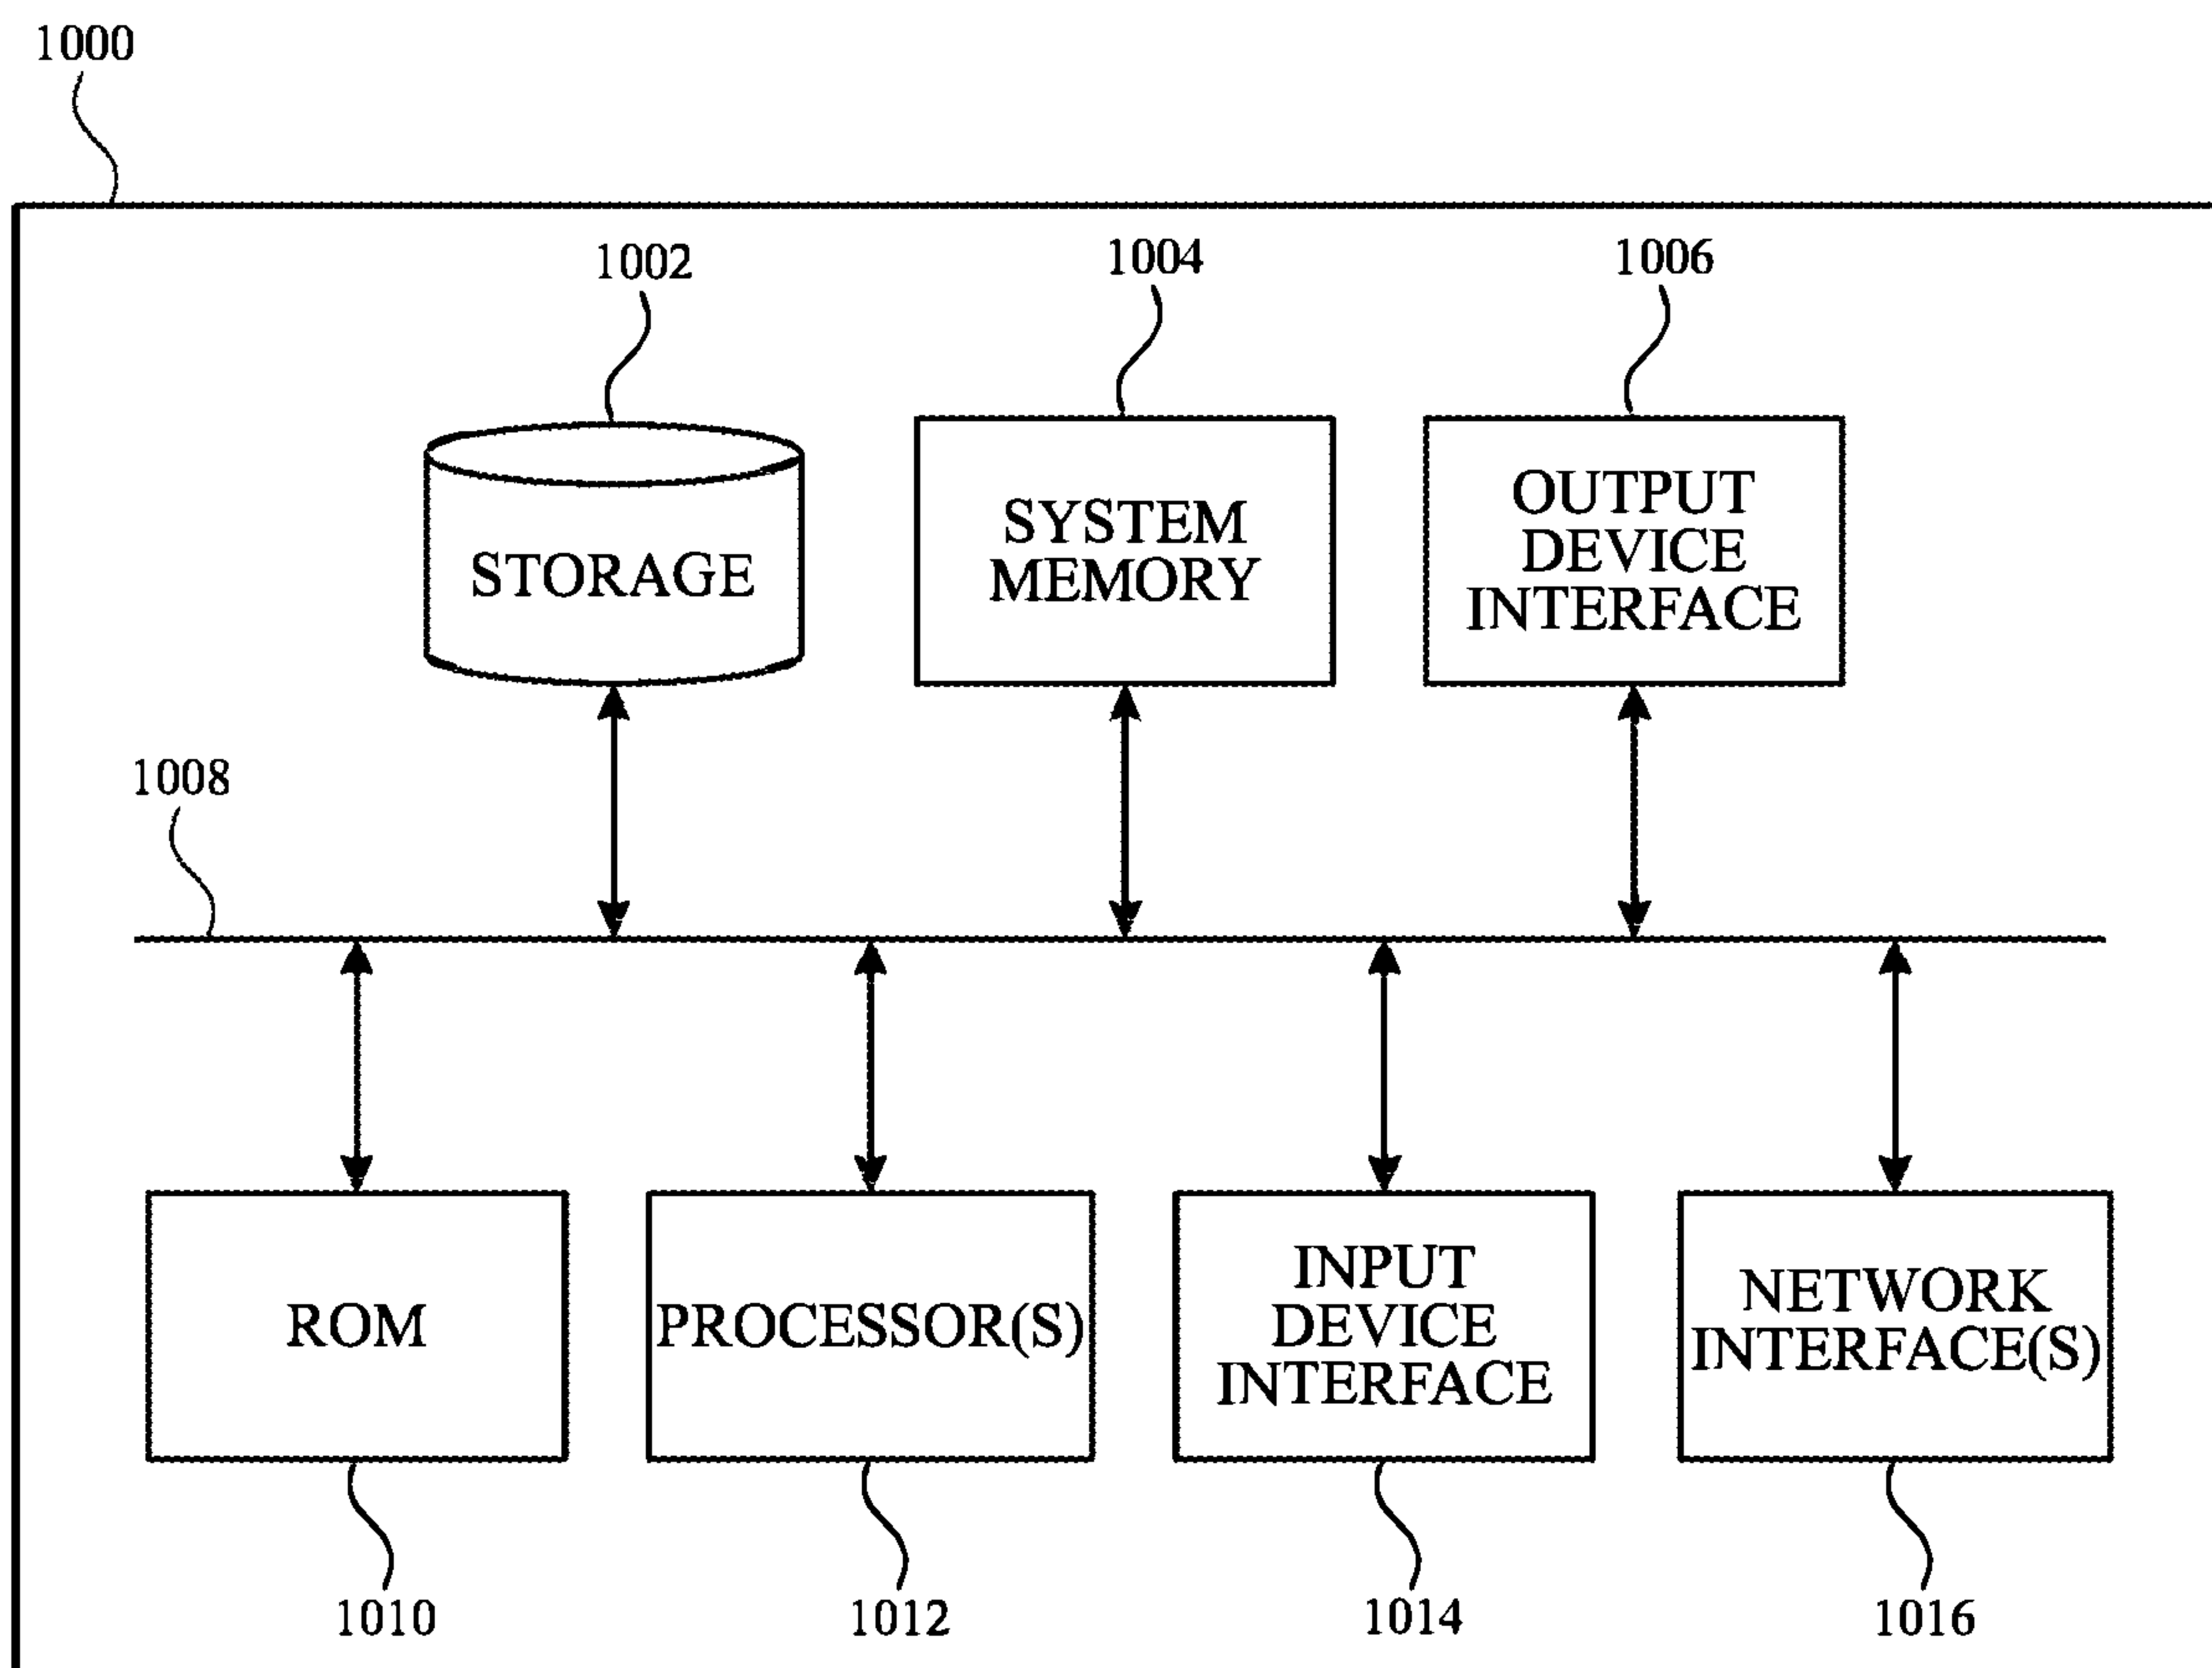 1000
1002
1004
1006
STORAGE
SYSTEM
MEMORY
OUTPUT
DEVICE
INTERFACE
1008
ROM
PROCESSOR(S)
INPUT
DEVICE
INTERFACE
NETWORK
INTERFACE(S)
1010
1012
1014
1016